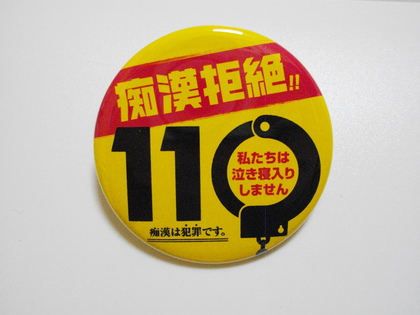 痴漢拒絶!!
110
私たちは
泣き寝入り
しません
痴漢は犯罪です。